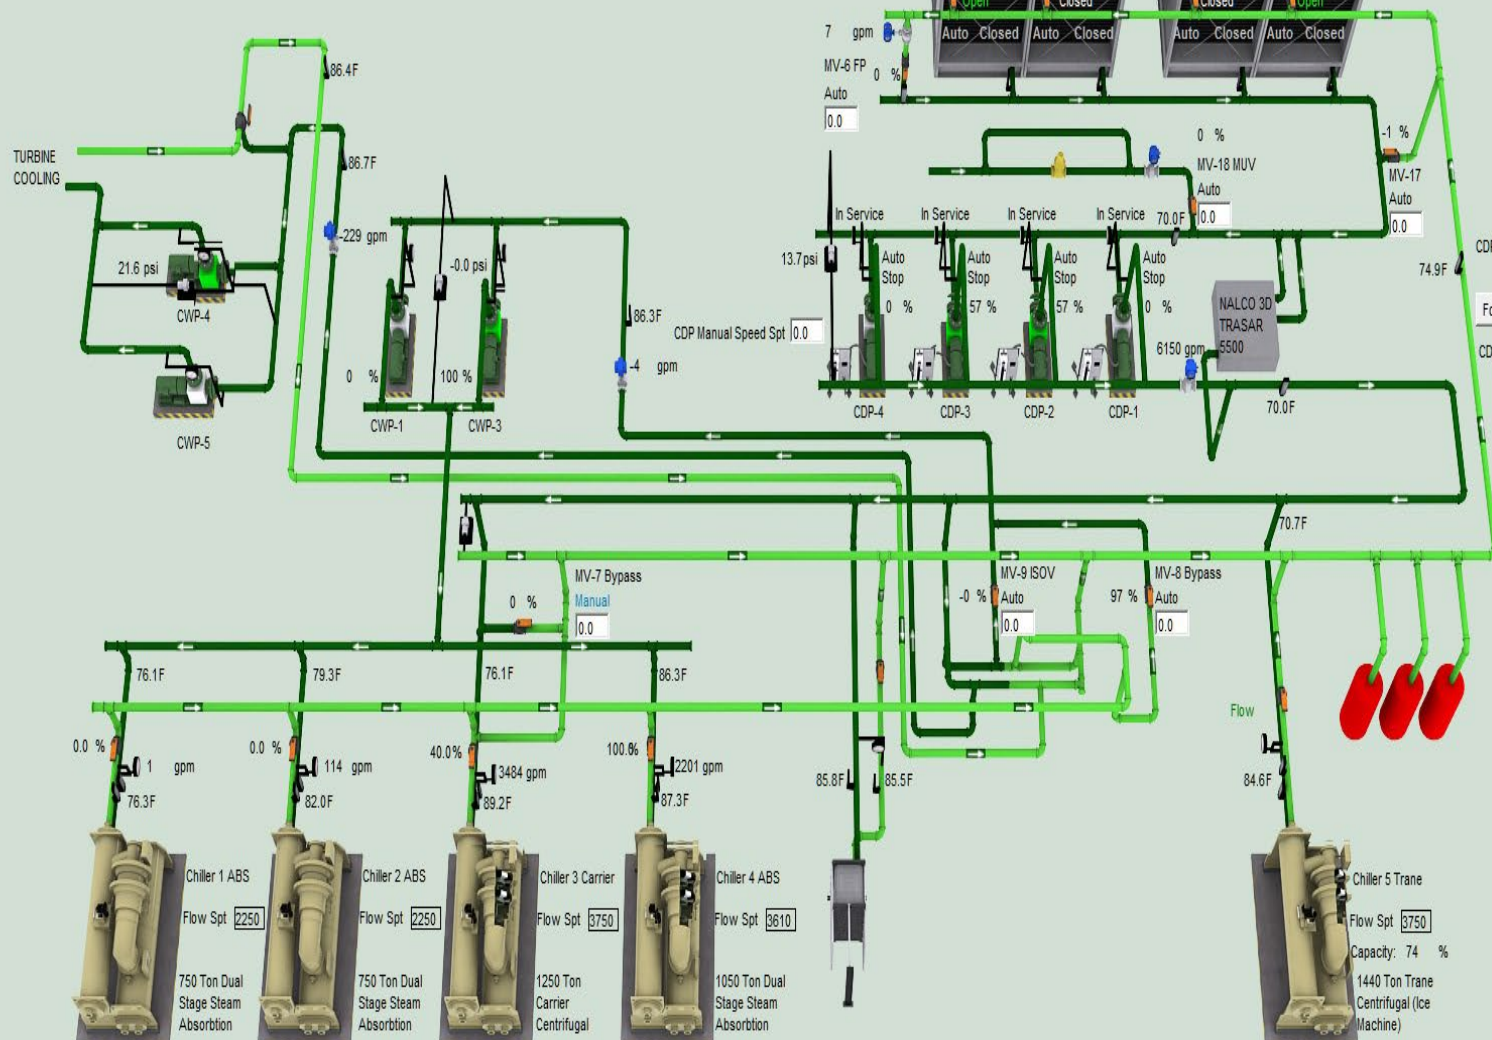 Open
Closed
Open
Auto Closed
Auto Closed
Auto Closed
Auto Closed
7 gpm
MV-6 FP
0 %
Auto
0.0
86.4F
86.7F
TURBINE
COOLING
-229 gpm
21.6 psi
CWP-4
CWP-5
-0.0 psi
86.3F
-4 gpm
0 %
100 %
CWP-1
CWP-3
0 %
MV-18 MUV
Auto
0.0
-1 %
MV-17
Auto
0.0
In Service
In Service
In Service
In Service
70.0F
13.7psi
Auto
Stop
0 %
Auto
Stop
57 %
Auto
Stop
57 %
Auto
Stop
0 %
CDP Manual Speed Spt 0.0
NALCO 3D
TRASAR
5500
6150 gpm
74.9F
CDP-4
CDP-3
CDP-2
CDP-1
70.0F
70.7F
MV-7 Bypass
0 %
Manual
0.0
MV-9 ISOV
-0 %
Auto
0.0
MV-8 Bypass
97 %
Auto
0.0
76.1F
79.3F
76.1F
86.3F
Flow
0.0 %
1 gpm
76.3F
0.0 %
114 gpm
82.0F
40.0%
3484 gpm
89.2F
2201 gpm
87.3F
85.8F
85.5F
84.6F
Chiller 1 ABS
Flow Spt 2250
750 Ton Dual
Stage Steam
Absorbtion
Chiller 2 ABS
Flow Spt 2250
750 Ton Dual
Stage Steam
Absorbtion
Chiller 3 Carrier
Flow Spt 3750
1250 Ton
Carrier
Centrifugal
Chiller 4 ABS
Flow Spt 3610
1050 Ton Dual
Stage Steam
Absorbtion
Chiller 5 Trane
Flow Spt 3750
Capacity: 74 %
1440 Ton Trane
Centrifugal (Ice
Machine)